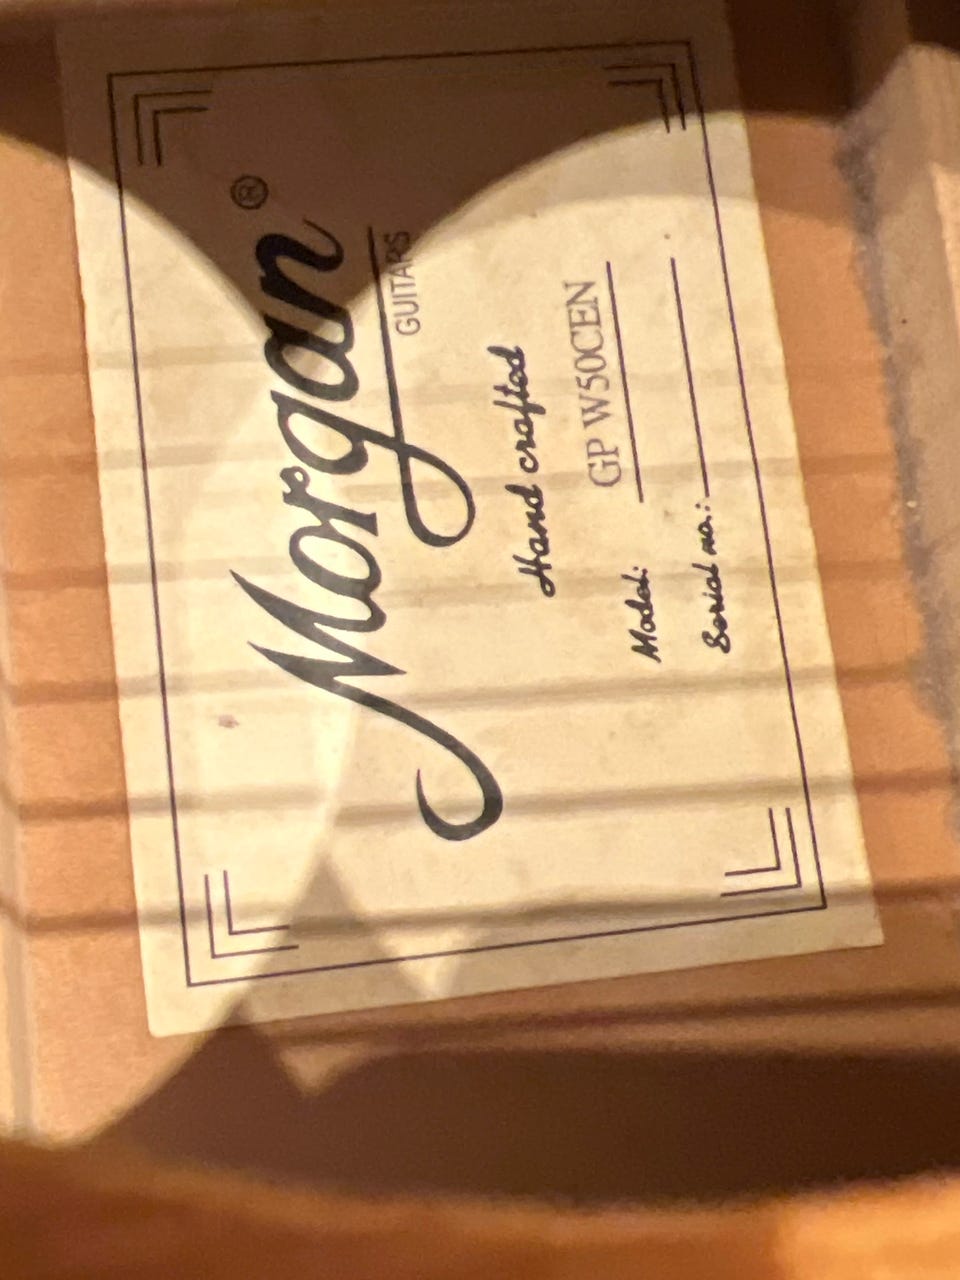 Morgan®
GUITARS
Hand crafted
Model: GP W50CEN
Serial no.: